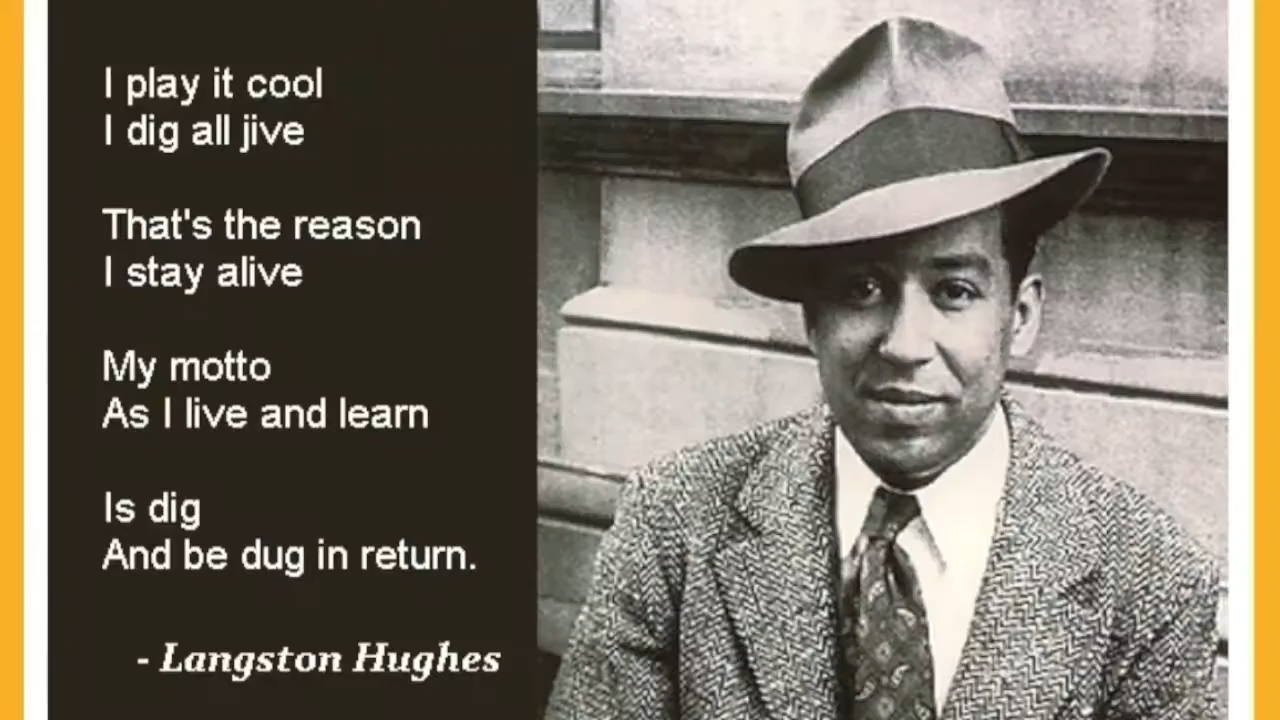 I play it cool
I dig all jive
That's the reason
I stay alive
My motto
As I live and learn
Is dig
And be dug in return.
- Langston Hughes